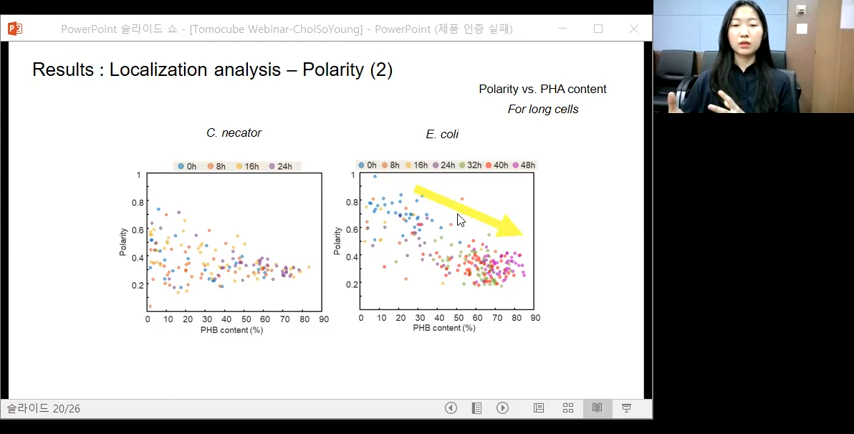 PowerPoint 슬라이드 쇼 - [Tomocube Webinar-ChoiSoYoung] - PowerPoint (제품 인증 실패)
Results : Localization analysis – Polarity (2)
Polarity vs. PHA content
For long cells
C. necator
0h 8h 16h 24h
1
0.8
0.6
0.4
0.2
Polarity
0 10 20 30 40 50 60 70 80 90
PHB content (%)
E. coli
0h 8h 16h 24h 32h 40h 48h
1
0.8
0.6
0.4
0.2
Polarity
0 10 20 30 40 50 60 70 80 90
PHB content (%)
슬라이드 20/26